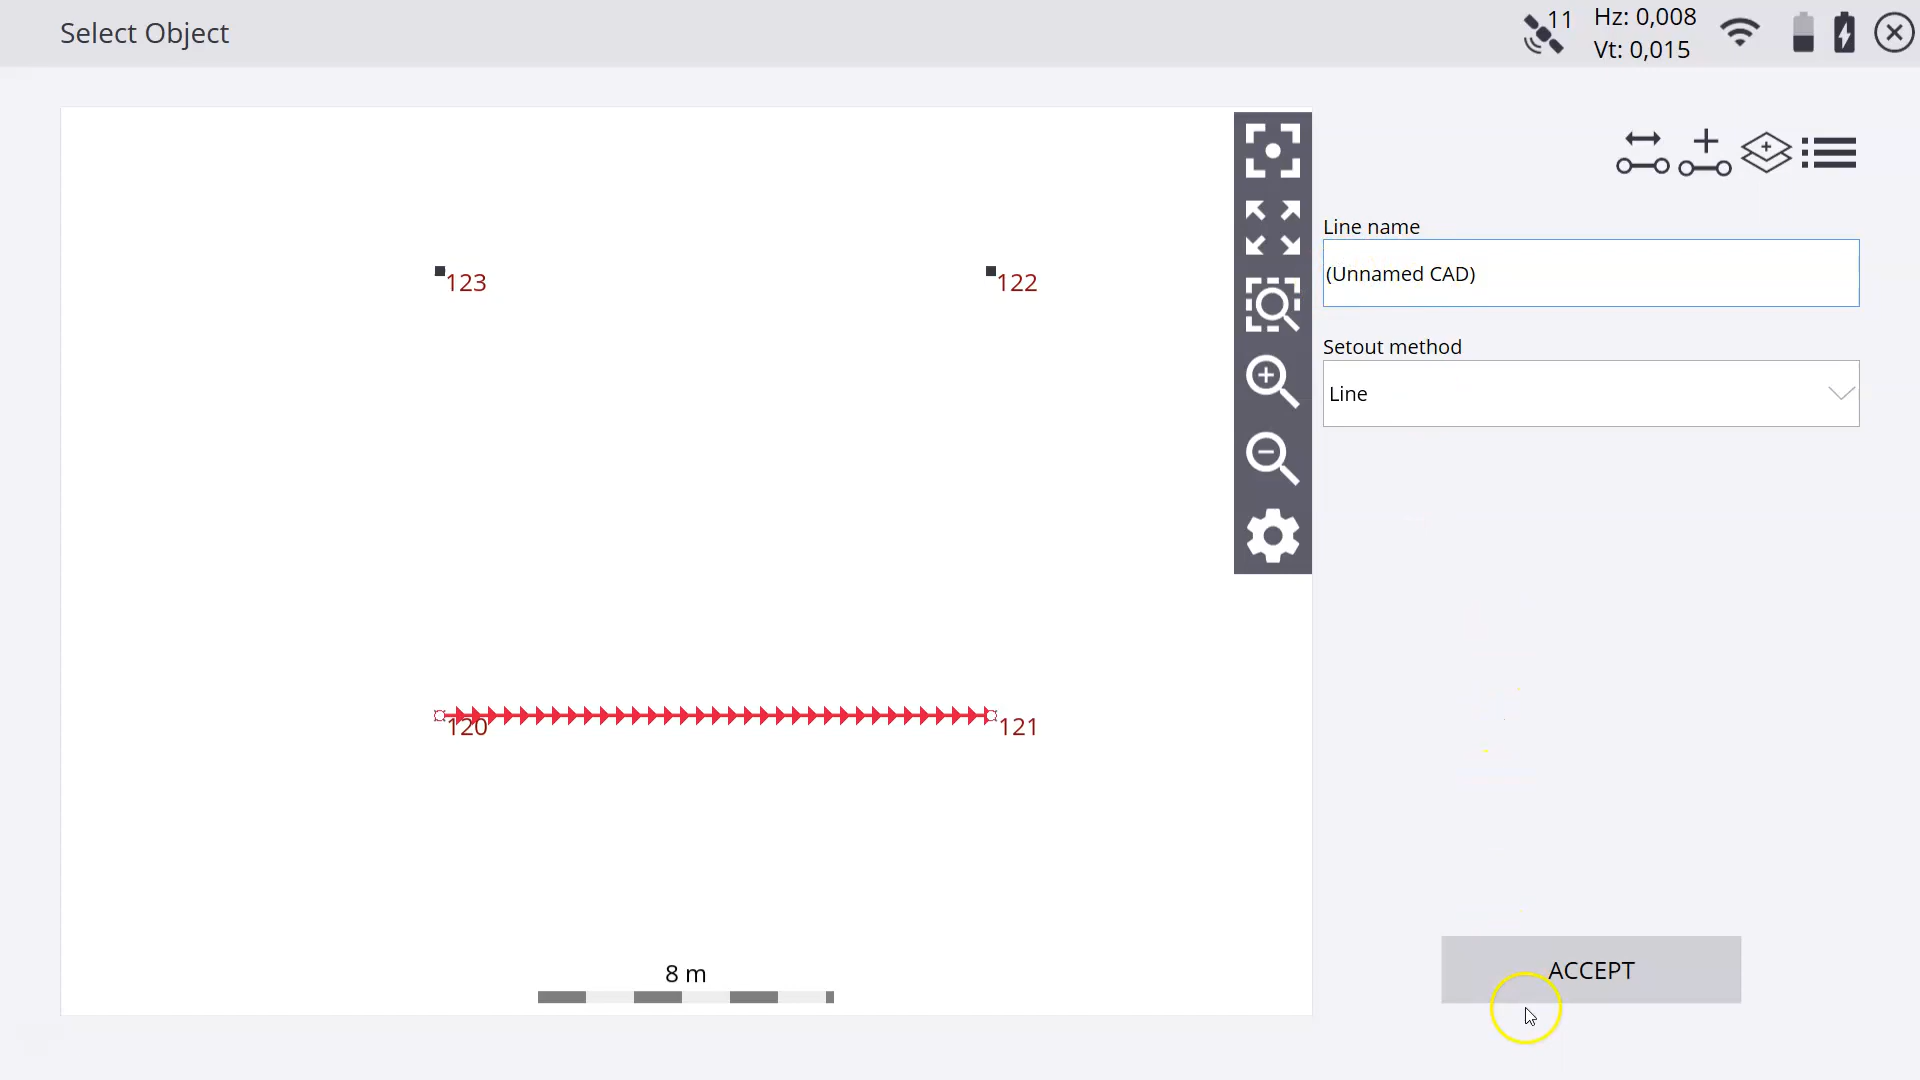 Select Object
11
Hz: 0,008
Vt: 0,015
123
122
Line name
(Unnamed CAD)
Setout method
Line
120
121
8 m
ACCEPT